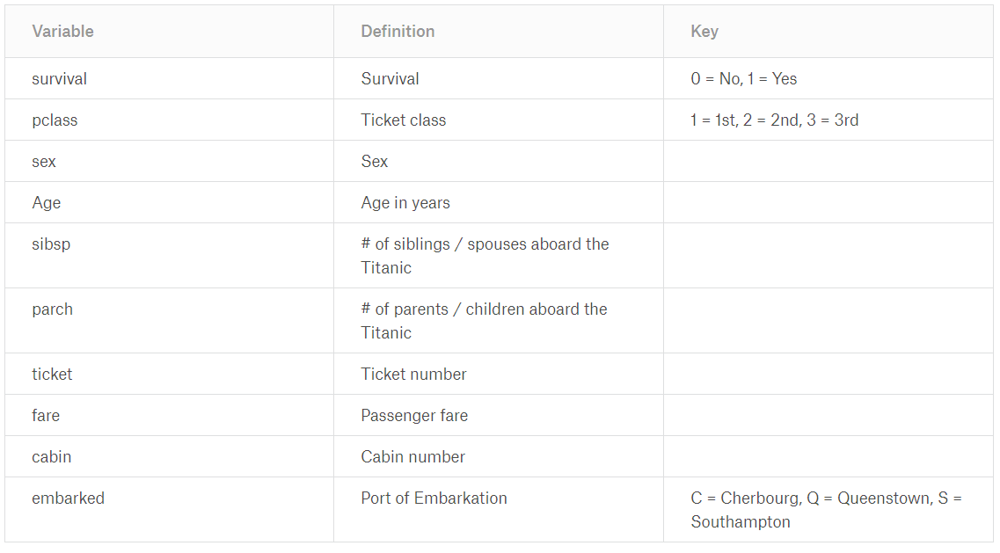 Variable Definition Key
survival Survival 0 = No, 1 = Yes
pclass Ticket class 1 = 1st, 2 = 2nd, 3 = 3rd
sex Sex
Age Age in years
sibsp # of siblings / spouses aboard the
Titanic
parch # of parents / children aboard the
Titanic
ticket Ticket number
fare Passenger fare
cabin Cabin number
embarked Port of Embarkation C = Cherbourg, Q = Queenstown, S =
Southampton